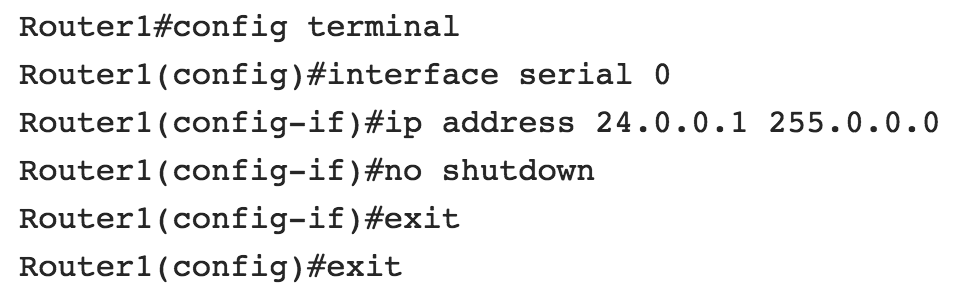 Router1#config terminal
Router1(config)#interface serial 0
Router1(config-if)#ip address 24.0.0.1 255.0.0.0
Router1(config-if)#no shutdown
Router1(config-if)#exit
Router1(config)#exit